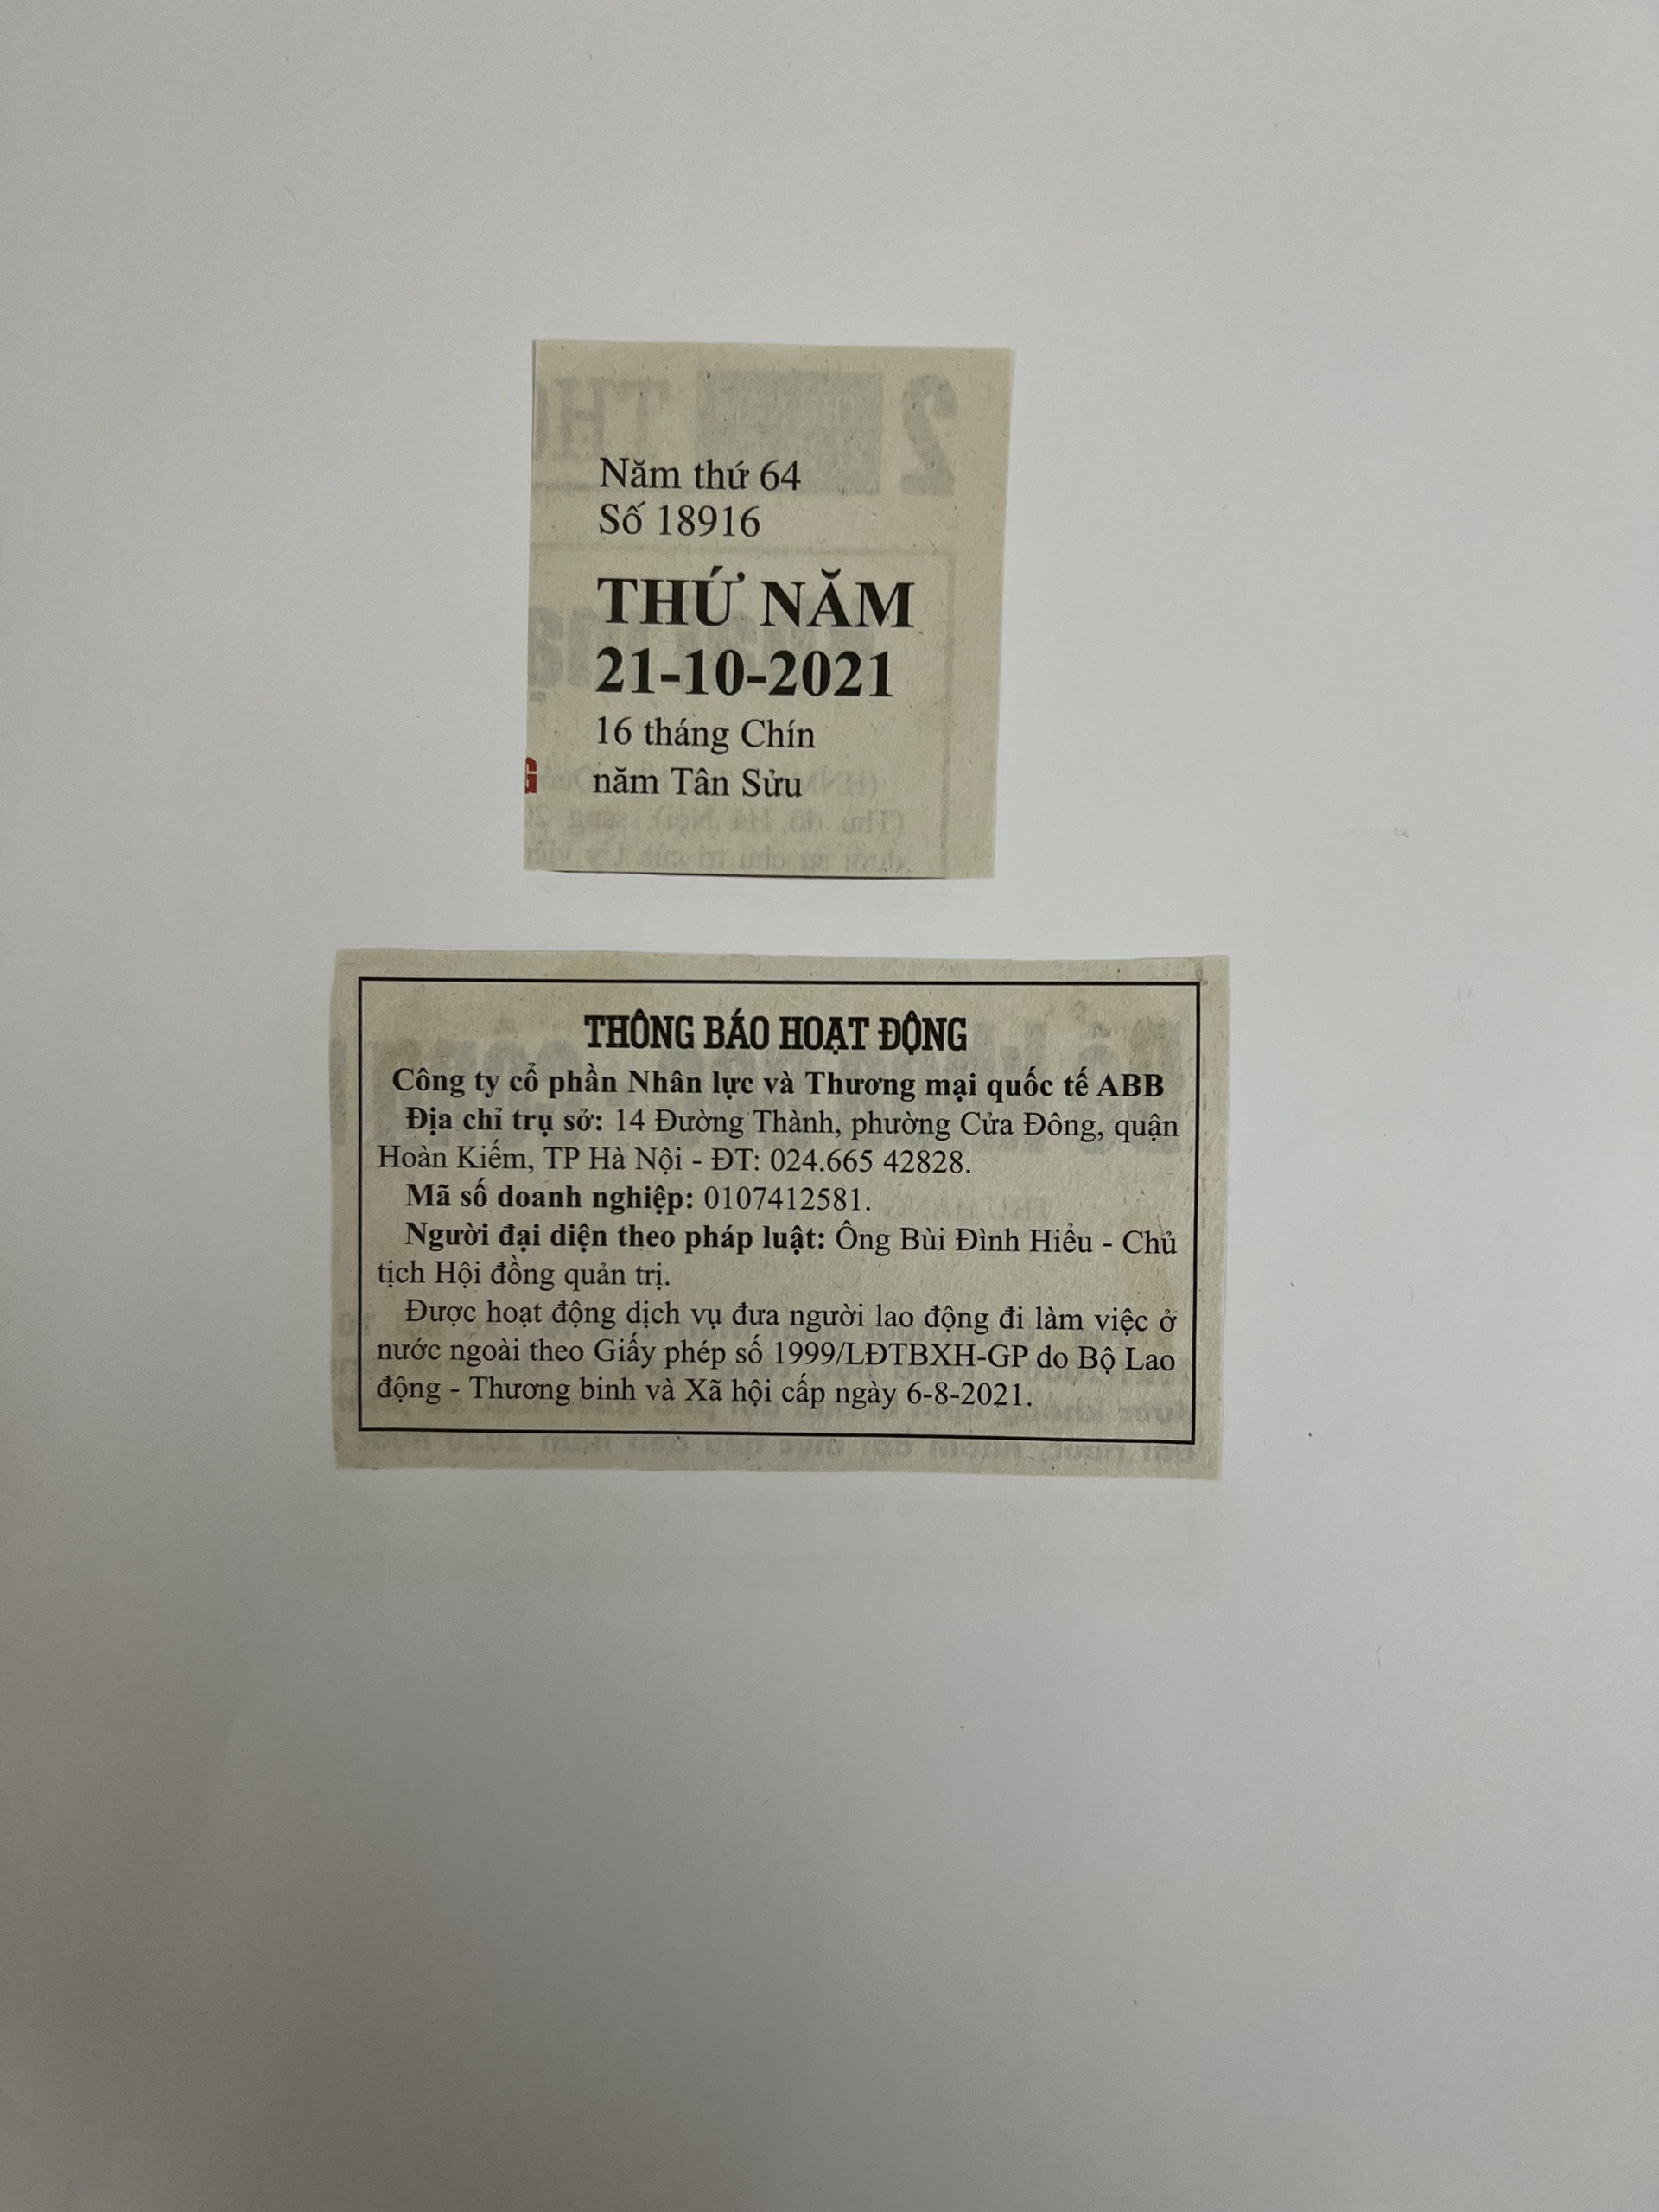 Năm thứ 64
Số 18916
THỨ NĂM
21-10-2021
16 tháng Chín
năm Tân Sửu
G
THÔNG BÁO HOẠT ĐỘNG
Công ty cổ phần Nhân lực và Thương mại quốc tế ABB
Địa chỉ trụ sở: 14 Đường Thành, phường Cửa Đông, quận
Hoàn Kiếm, TP Hà Nội - ĐT: 024.665 42828.
Mã số doanh nghiệp: 0107412581.
Người đại diện theo pháp luật: Ông Bùi Đình Hiểu - Chủ
tịch Hội đồng quản trị.
Được hoạt động dịch vụ đưa người lao động đi làm việc ở
nước ngoài theo Giấy phép số 1999/LĐTBXH-GP do Bộ Lao
động - Thương binh và Xã hội cấp ngày 6-8-2021.